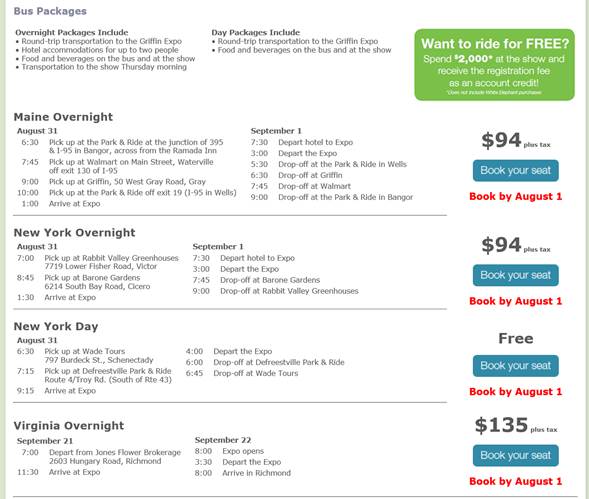 Bus Packages
Overnight Packages Include
• Round-trip transportation to the Griffin Expo
• Hotel accommodations for up to two people
• Food and beverages on the bus and at the show
• Transportation to the show Thursday morning
Day Packages Include
• Round-trip transportation to the Griffin Expo
• Food and beverages on the bus and at the show
Want to ride for FREE?
Spend $2,000* at the show and
receive the registration fee
as an account credit!
*Does not include White Elephant purchases
Maine Overnight
August 31
6:30 Pick up at the Park & Ride at the junction of 395
& I-95 in Bangor, across from the Ramada Inn
7:45 Pick up at Walmart on Main Street, Waterville
off exit 130 of I-95
9:00 Pick up at Griffin, 50 West Gray Road, Gray
10:00 Pick up at the Park & Ride off exit 19 (I-95 in Wells)
1:00 Arrive at Expo
September 1
7:30 Depart hotel to Expo
3:00 Depart the Expo
5:30 Drop-off at the Park & Ride in Wells
6:30 Drop-off at Griffin
7:45 Drop-off at Walmart
9:00 Drop-off at the Park & Ride in Bangor
$94 plus tax
Book your seat
Book by August 1
New York Overnight
August 31
7:00 Pick up at Rabbit Valley Greenhouses
7719 Lower Fisher Road, Victor
8:45 Pick up at Barone Gardens
6214 South Bay Road, Cicero
1:30 Arrive at Expo
September 1
7:30 Depart hotel to Expo
3:00 Depart the Expo
7:45 Drop-off at Barone Gardens
9:00 Drop-off at Rabbit Valley Greenhouses
$94 plus tax
Book your seat
Book by August 1
New York Day
August 31
6:30 Pick up at Wade Tours
797 Burdeck St., Schenectady
7:15 Pick up at Defreestville Park & Ride
Route 4/Troy Rd. (South of Rte 43)
9:15 Arrive at Expo
4:00 Depart the Expo
6:00 Drop-off at Defreestville Park & Ride
6:45 Drop-off at Wade Tours
Free
Book your seat
Book by August 1
Virginia Overnight
September 21
7:00 Depart from Jones Flower Brokerage
2603 Hungary Road, Richmond
11:30 Arrive at Expo
September 22
8:00 Expo opens
3:30 Depart the Expo
8:00 Arrive in Richmond
$135 plus tax
Book your seat
Book by August 1